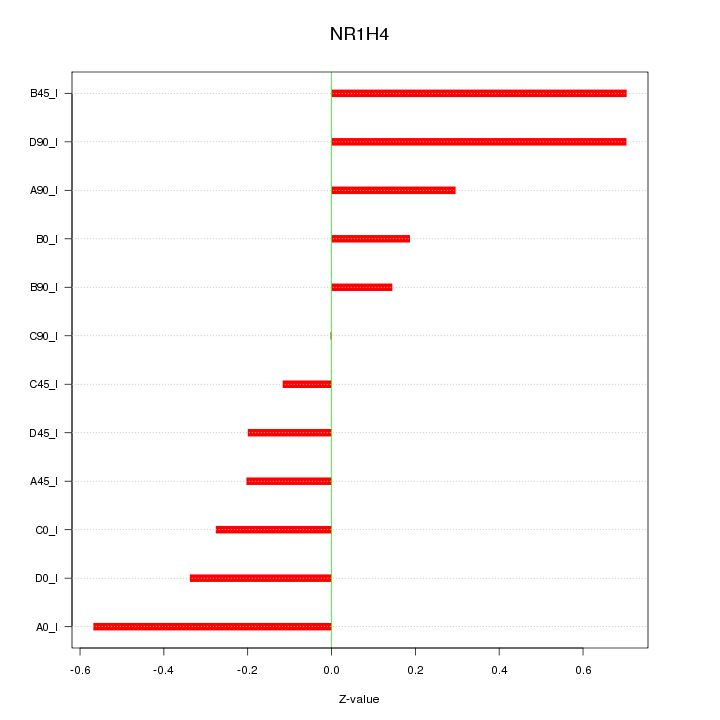 NR1H4
B45_I
D90_I
A90_I
B0_I
B90_I
C90_I
C45_I
D45_I
A45_I
C0_I
D0_I
A0_I
-0.6 -0.4 -0.2 0.0 0.2 0.4 0.6
Z-value